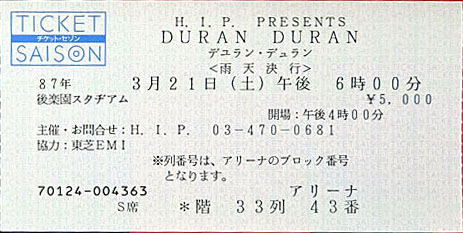 TICKET
チケット・セゾン
SAISON
H. I. P. PRESENTS
DURAN DURAN
デュラン・デュラン
<雨天決行>
87年 3月21日(土)午後 6時00分
後楽園スタヂアム ¥5,000
開場:午後4時00分
主催・お問合せ:H. I. P. 03-470-0681
協力:東芝EMI
※列番号は、アリーナのブロック番号
となります。
70124-004363 アリーナ
S席 *階 33列 43番